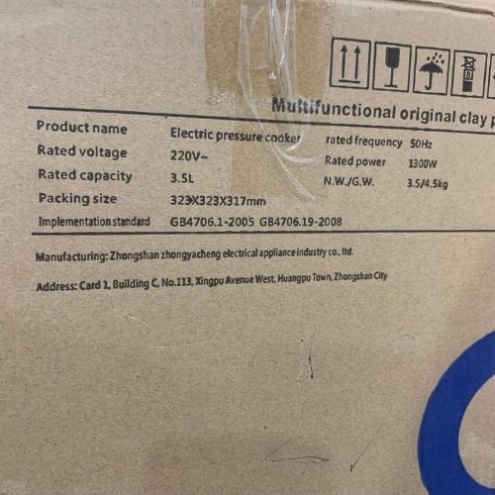 Multifunctional original clay p
Product name Electric pressure cooker rated frequency 50Hz
Rated voltage 220V~ Rated power 1300W
Rated capacity 3.5L N.W./G.W. 3.5/4.5kg
Packing size 323X323X317mm
Implementation standard GB4706.1-2005 GB4706.19-2008
Manufacturing: Zhongshan zhongyacheng electrical appliance industry co., ltd.
Address: Card 1, Building C, No.113, Xingpu Avenue West, Huangpu Town, Zhongshan City